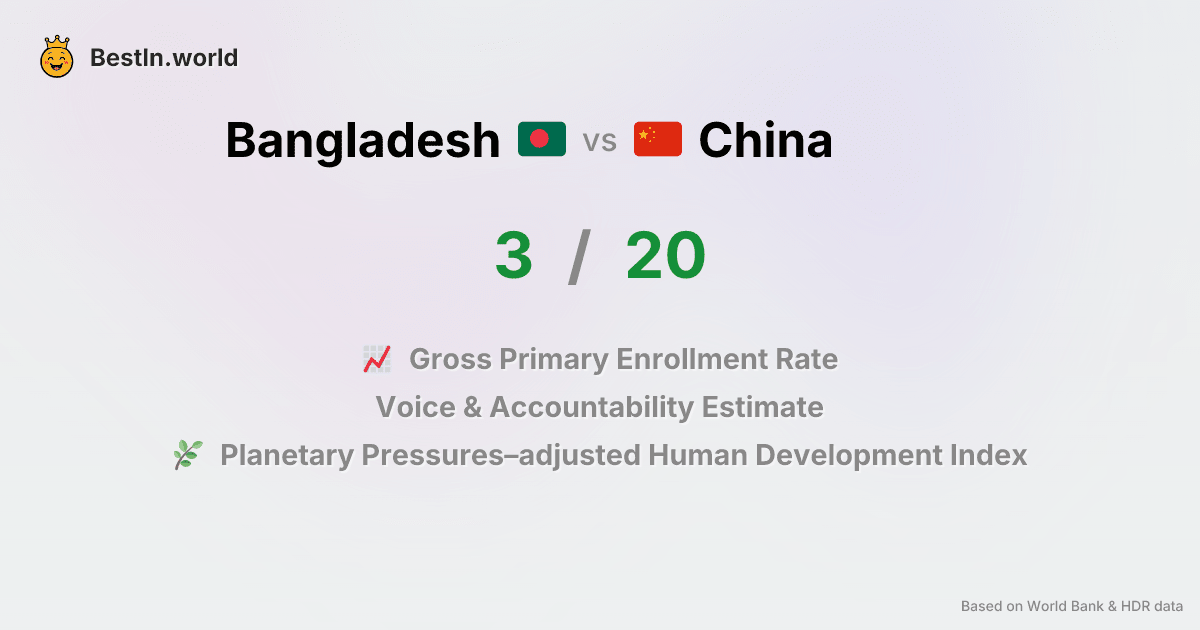 BestIn.world
Bangladesh vs China
3 / 20
Gross Primary Enrollment Rate
Voice & Accountability Estimate
Planetary Pressures–adjusted Human Development Index
Based on World Bank & HDR data